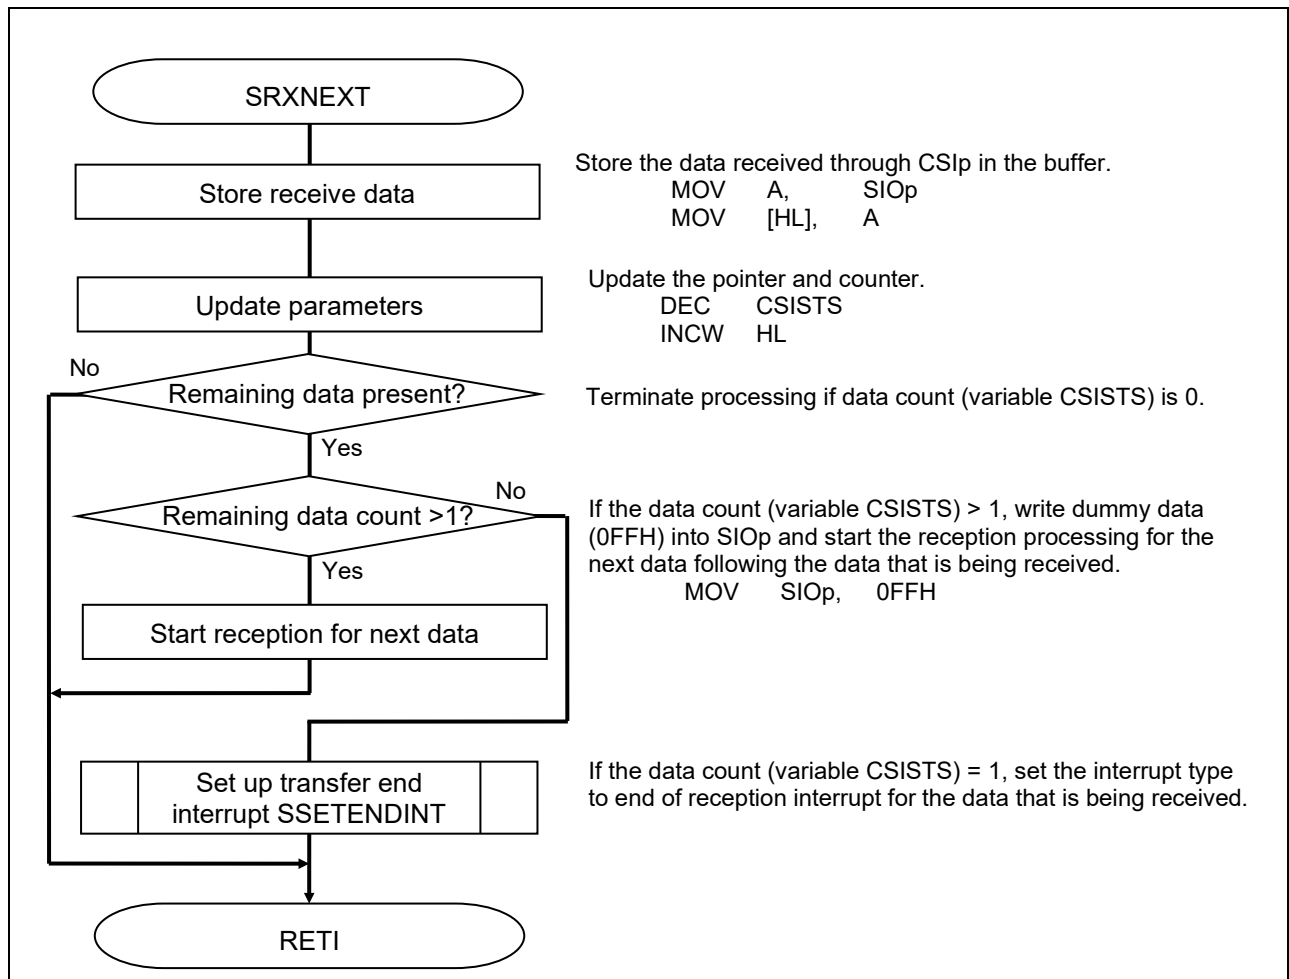 SRXNEXT
Store receive data
Store the data received through CSIp in the buffer.
MOV A, SIOp
MOV [HL], A
Update parameters
Update the pointer and counter.
DEC CSISTS
INCW HL
No
Remaining data present?
Terminate processing if data count (variable CSISTS) is 0.
Yes
No
Remaining data count >1?
If the data count (variable CSISTS) > 1, write dummy data
(0FFH) into SIOp and start the reception processing for the
next data following the data that is being received.
MOV SIOp, 0FFH
Yes
Start reception for next data
Set up transfer end
interrupt SSETENDINT
If the data count (variable CSISTS) = 1, set the interrupt type
to end of reception interrupt for the data that is being received.
RETI